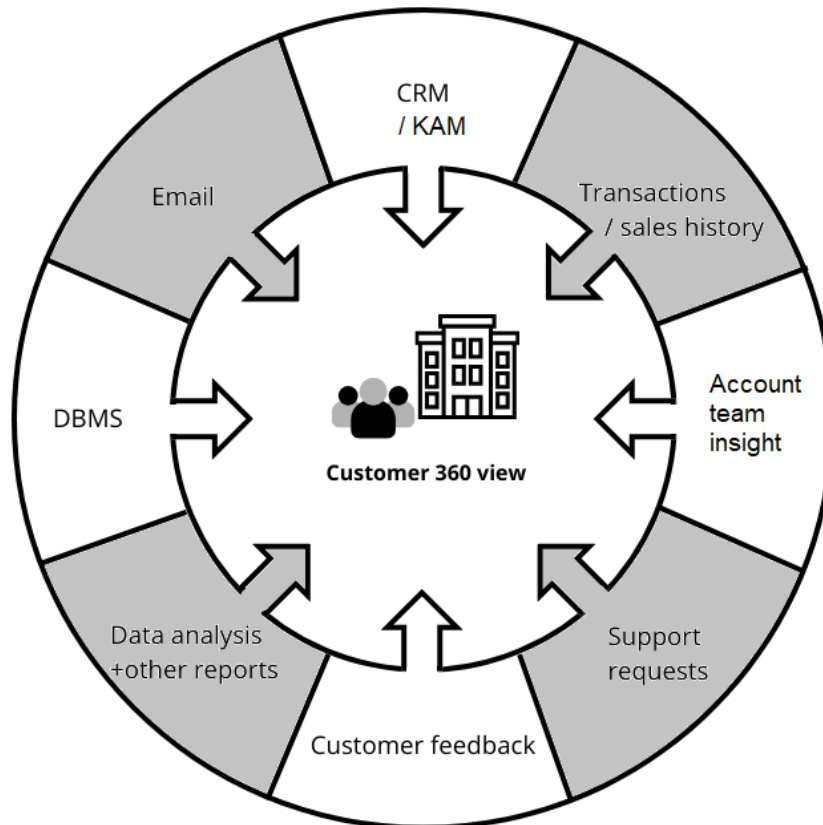 CRM
/ KAM
Transactions
/ sales history
Account
team
insight
Support
requests
Customer feedback
Data analysis
+other reports
DBMS
Email
Customer 360 view